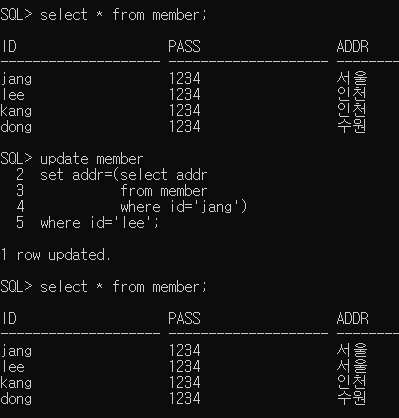 SQL> select * from member;
ID PASS ADDR
-------------------- -------------------- --------
jang 1234 서울
lee 1234 인천
kang 1234 인천
dong 1234 수원
SQL> update member
2 set addr=(select addr
3 from member
4 where id='jang')
5 where id='lee';
1 row updated.
SQL> select * from member;
ID PASS ADDR
-------------------- -------------------- --------
jang 1234 서울
lee 1234 서울
kang 1234 인천
dong 1234 수원